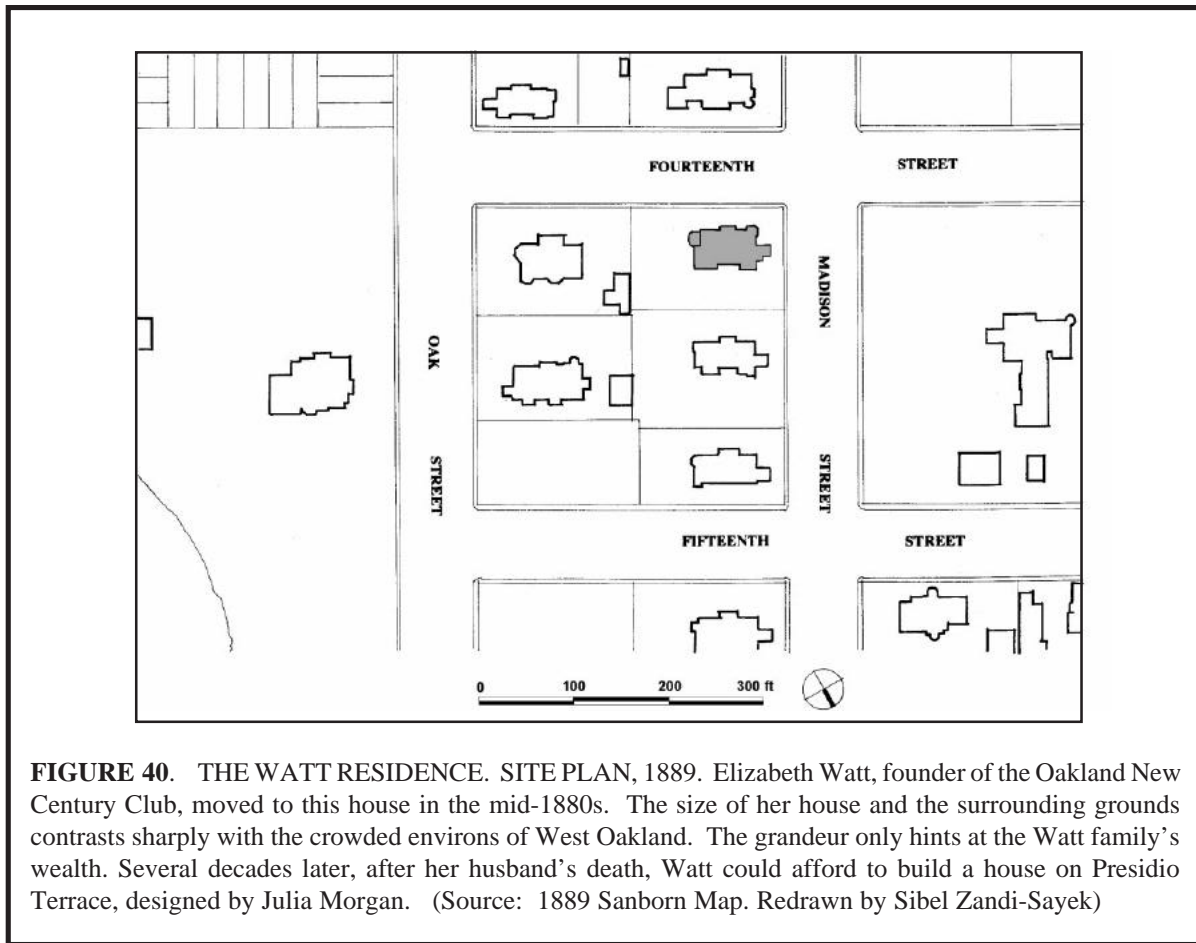 FOURTEENTH STREET
MADISON
OAK
STREET
STREET
FIFTEENTH STREET
0 100 200 300 ft
FIGURE 40. THE WATT RESIDENCE. SITE PLAN, 1889. Elizabeth Watt, founder of the Oakland New
Century Club, moved to this house in the mid-1880s. The size of her house and the surrounding grounds
contrasts sharply with the crowded environs of West Oakland. The grandeur only hints at the Watt family's
wealth. Several decades later, after her husband's death, Watt could afford to build a house on Presidio
Terrace, designed by Julia Morgan. (Source: 1889 Sanborn Map. Redrawn by Sibel Zandi-Sayek)